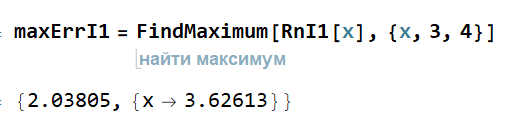 = maxErrI1 = FindMaximum[RnI1[x], {x, 3, 4}]
найти максимум
= {2.03805, {x → 3.62613}}